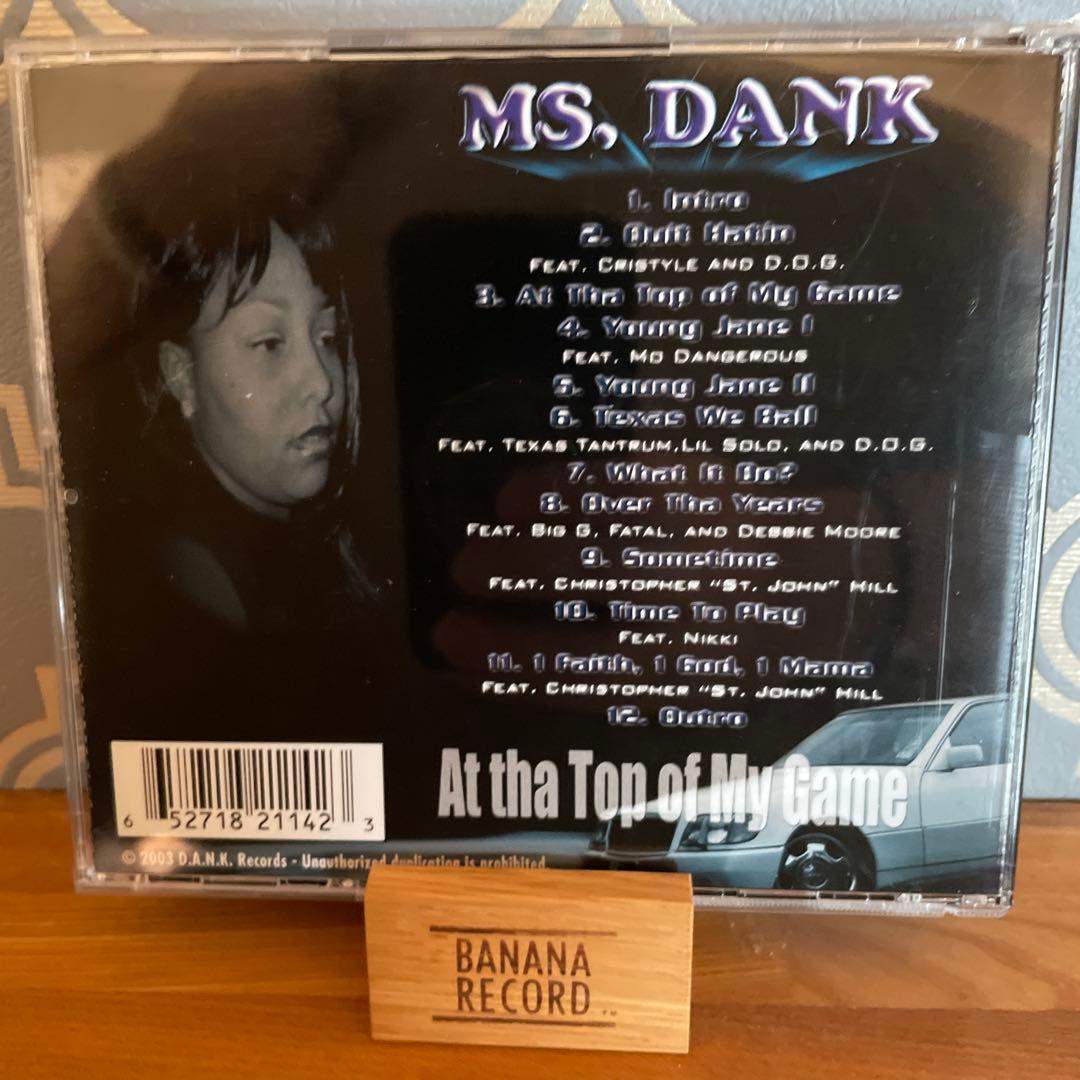 MS. DANK
1. Intro
2. Quit Hatin
FEAT. CRISTYLE AND D.O.G.
3. At Tha Top of My Game
4. Young Jane I
FEAT. MO DANGEROUS
5. Young Jane II
6. Texas We Ball
FEAT. TEXAS TANTRUM,LIL SOLO, AND D.O.G.
7. What It Do?
8. Over Tha Years
FEAT. BIG G, FATAL, AND DEBBIE MOORE
9. Sometime
FEAT. CHRISTOPHER "ST. JOHN" HILL
10. Time To Play
FEAT. NIKKI
11. 1 Faith, 1 God, 1 Mama
FEAT. CHRISTOPHER "ST. JOHN" HILL
12. Outro
At tha Top of My Game
6 52718 21142 3
© 2003 D.A.N.K. Records - Unauthorized duplication is prohibited.
BANANA
RECORD